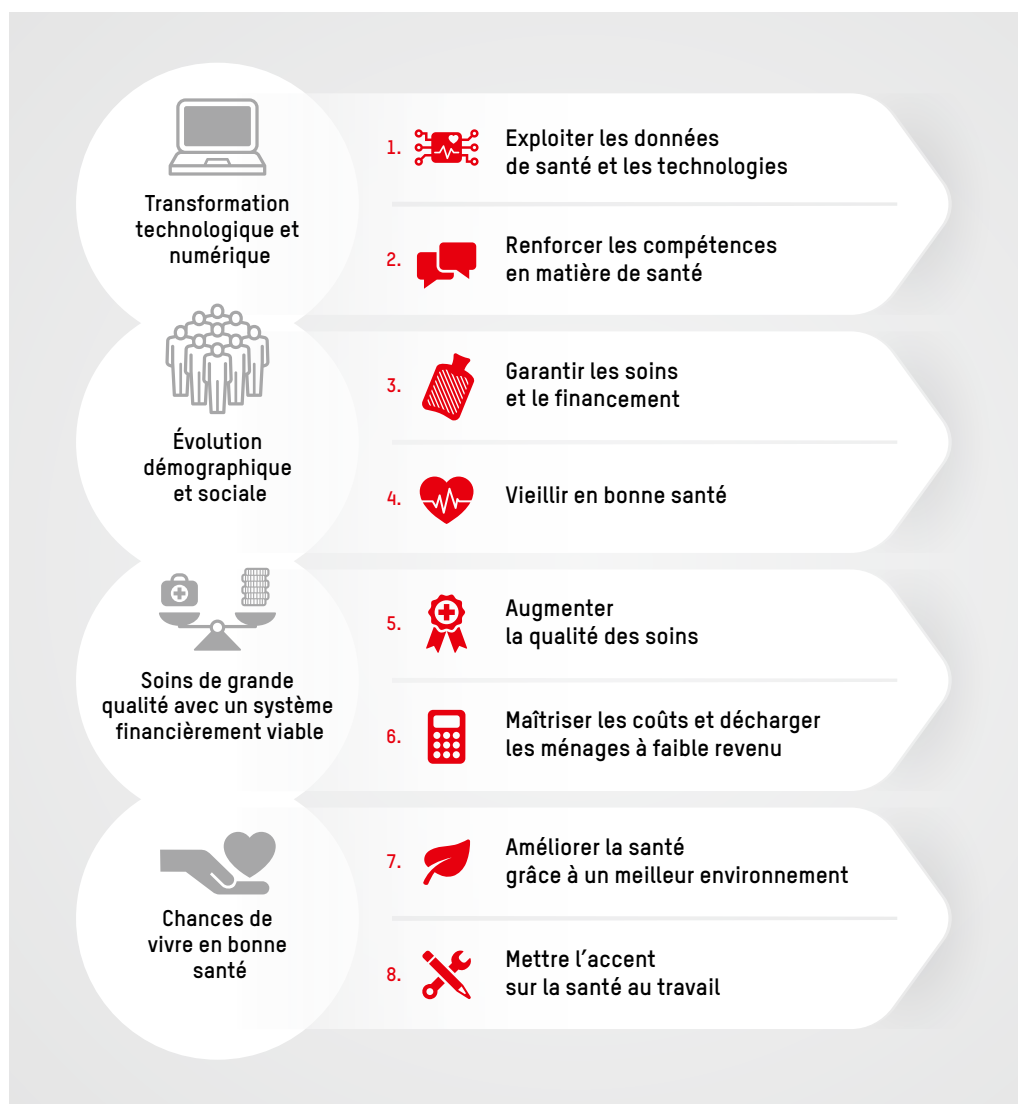 Transformation
technologique et
numérique
1. Exploiter les données
de santé et les technologies
2. Renforcer les compétences
en matière de santé
Évolution
démographique
et sociale
3. Garantir les soins
et le financement
4. Vieillir en bonne santé
Soins de grande
qualité avec un système
financièrement viable
5. Augmenter
la qualité des soins
6. Maîtriser les coûts et décharger
les ménages à faible revenu
Chances de
vivre en bonne
santé
7. Améliorer la santé
grâce à un meilleur environnement
8. Mettre l’accent
sur la santé au travail